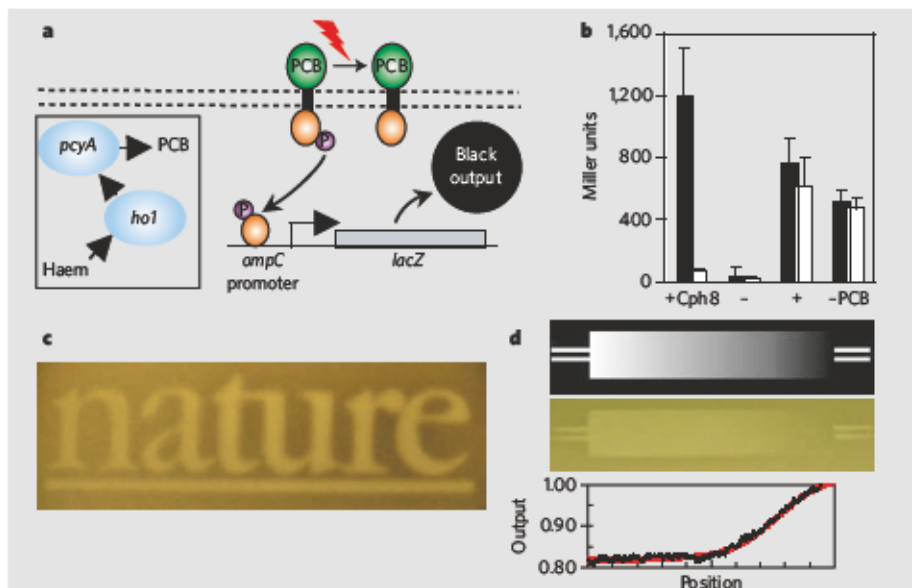 a
PCB
PCB
P
pcyA
PCB
ho1
Haem
P
Black
output
ompC
promoter
lacZ
b
1,600
1,200
800
400
0
Miller units
+Cph8
–
+
–PCB
c
nature
d
1.00
0.90
0.80
Output
Position